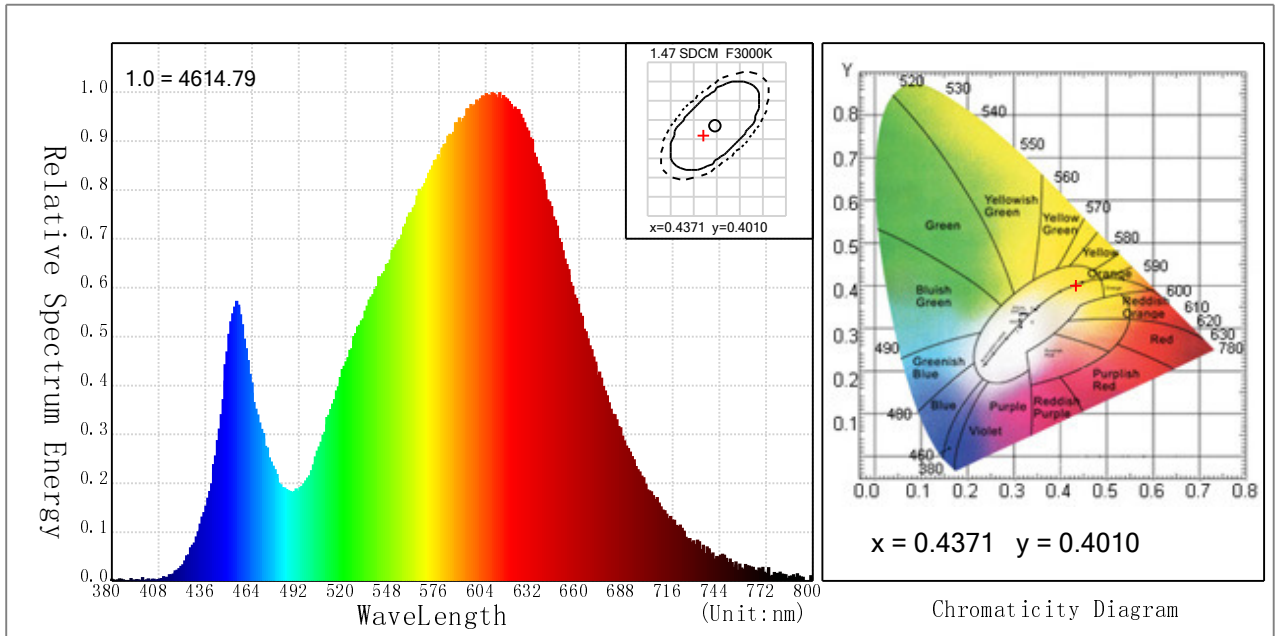 1.0 = 4614.79
1.47 SDCM F3000K
x=0.4371 y=0.4010
Relative Spectrum Energy
1.0
0.9
0.8
0.7
0.6
0.5
0.4
0.3
0.2
0.1
0.0
380 408 436 464 492 520 548 576 604 632 660 688 716 744 772 800
WaveLength
(Unit:nm)
Y
0.8
0.7
0.6
0.5
0.4
0.3
0.2
0.1
0.0 0.1 0.2 0.3 0.4 0.5 0.6 0.7 0.8
520
530
540
550
560
570
580
590
600
610
620
630
780
490
480
460
380
Green
Yellowish
Green
Yellow
Green
Yellow
Orange
Reddish
Orange
Red
Bluish
Green
Greenish
Blue
Blue
Violet
Purple
Reddish
Purple
Purplish
Red
x = 0.4371 y = 0.4010
Chromaticity Diagram